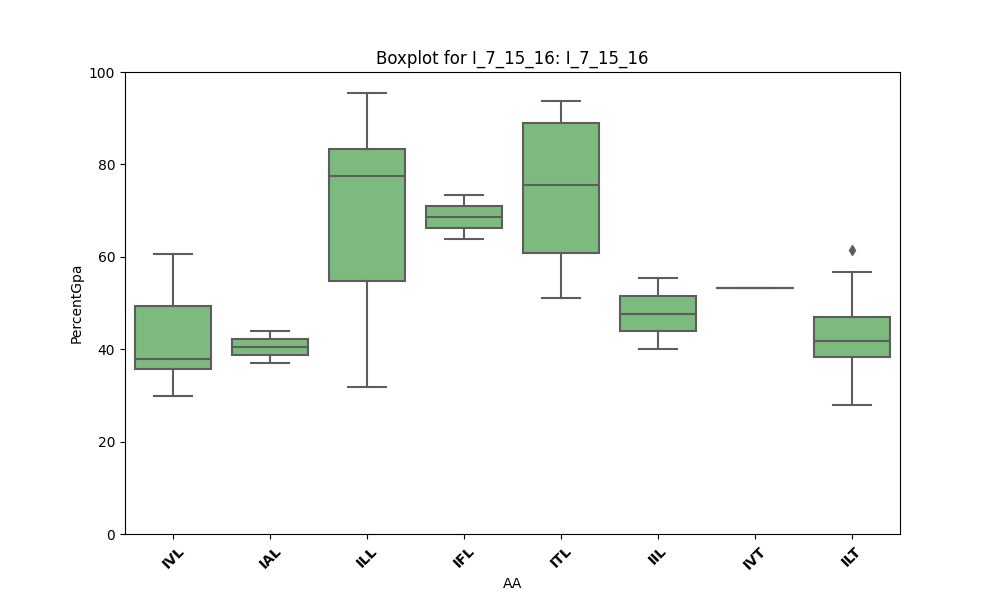 Boxplot for I_7_15_16: I_7_15_16
100
80
60
40
20
0
PercentGpa
IVL
IAL
ILL
IFL
ITL
IIL
IVT
ILT
AA